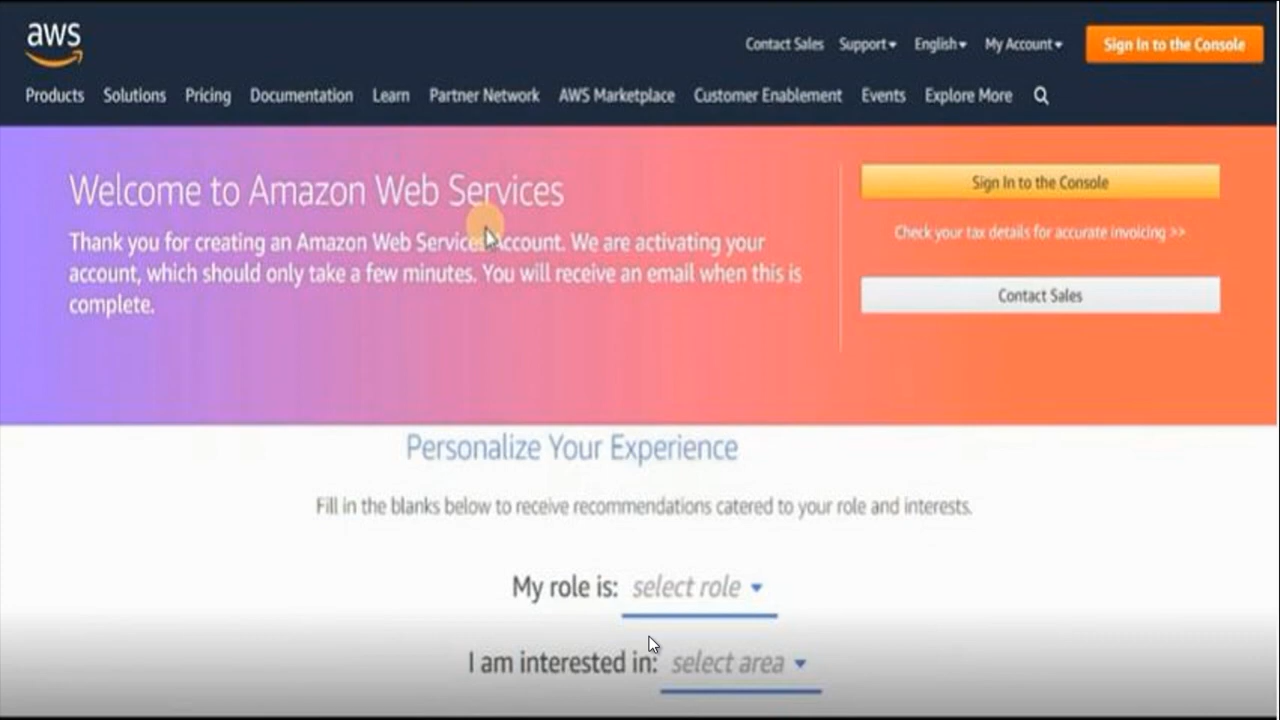 aws
Contact Sales Support English My Account Sign In to the Console
Products Solutions Pricing Documentation Learn Partner Network AWS Marketplace Customer Enablement Events Explore More
Welcome to Amazon Web Services
Thank you for creating an Amazon Web Services Account. We are activating your
account, which should only take a few minutes. You will receive an email when this is
complete.
Sign In to the Console
Check your tax details for accurate invoicing >>
Contact Sales
Personalize Your Experience
Fill in the blanks below to receive recommendations catered to your role and interests.
My role is: select role
I am interested in: select area